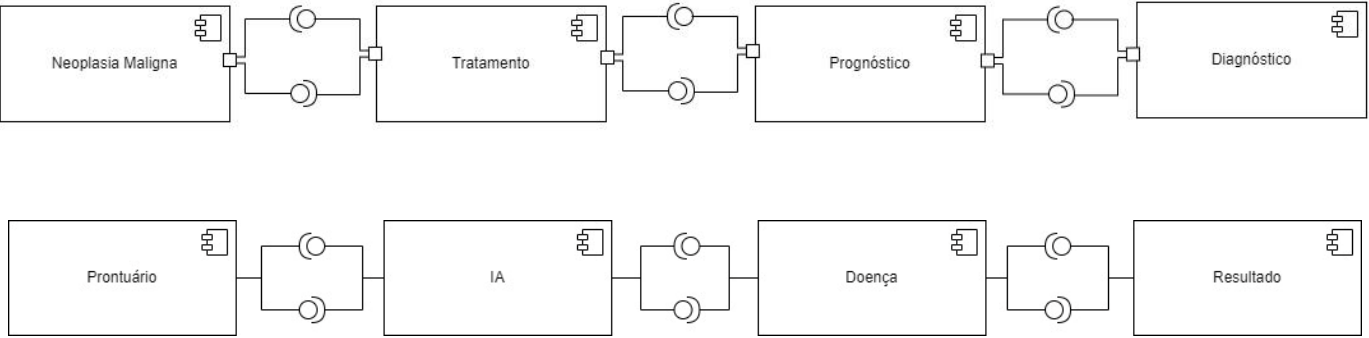 Neoplasia Maligna
Tratamento
Prognóstico
Diagnóstico
Prontuário
IA
Doença
Resultado